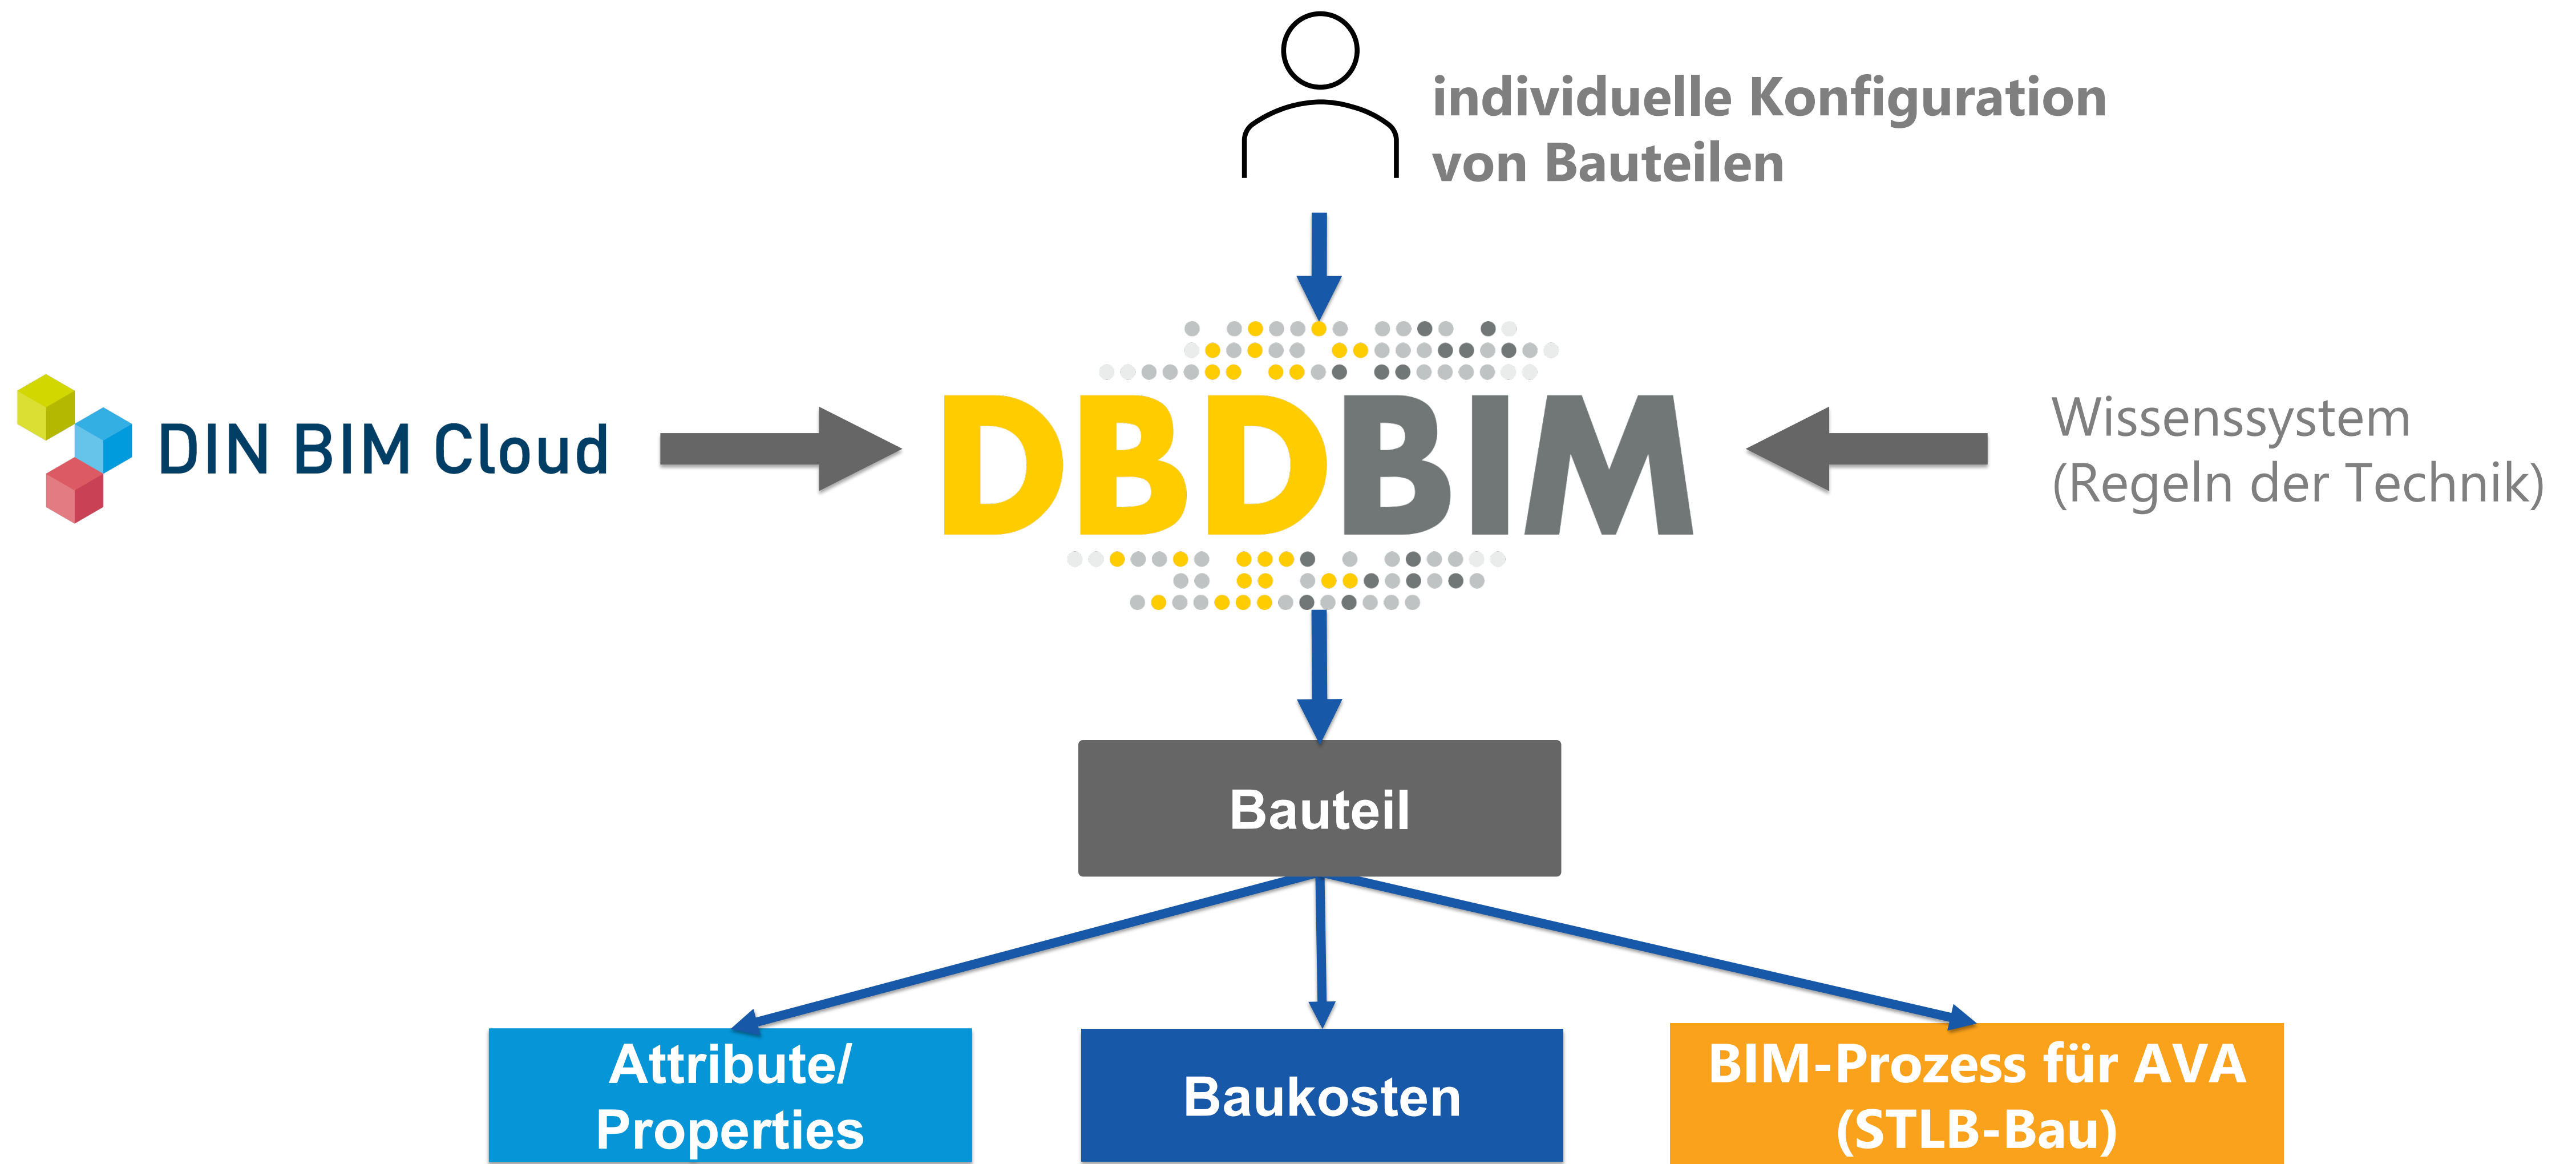 individuelle Konfiguration
von Bauteilen
DIN BIM Cloud
DBDBIM
Wissenssystem
(Regeln der Technik)
Bauteil
Attribute/
Properties
Baukosten
BIM-Prozess für AVA
(STLB-Bau)